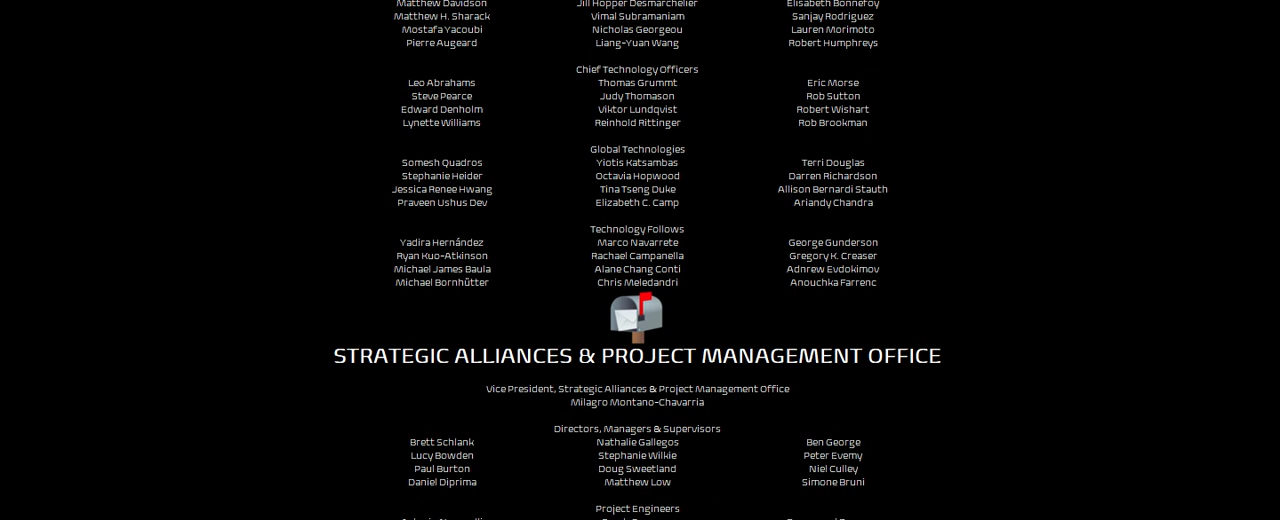 Matthew Davidson Jill Hopper Desmarchelier Elisabeth Bonnefoy
Matthew H. Sharack Vimal Subramaniam Sanjay Rodriguez
Mostafa Yacoubi Nicholas Georgeou Lauren Morimoto
Pierre Augeard Liang-Yuan Wang Robert Humphreys
Chief Technology Officers
Leo Abrahams Thomas Grummt Eric Morse
Steve Pearce Judy Thomason Rob Sutton
Edward Denholm Viktor Lundqvist Robert Wishart
Lynette Williams Reinhold Rittinger Rob Brookman
Global Technologies
Somesh Quadros Yiotis Katsambas Terri Douglas
Stephanie Heider Octavia Hopwood Darren Richardson
Jessica Renee Hwang Tina Tseng Duke Allison Bernardi Stauth
Praveen Ushus Dev Elizabeth C. Camp Ariandy Chandra
Technology Follows
Yadira Hernández Marco Navarrete George Gunderson
Ryan Kuo-Atkinson Rachael Campanella Gregory K. Creaser
Michael James Baula Alane Chang Conti Adnrew Evdokimov
Michael Bornhütter Chris Meledandri Anouchka Farrenc
STRATEGIC ALLIANCES & PROJECT MANAGEMENT OFFICE
Vice President, Strategic Alliances & Project Management Office
Milagro Montano-Chavarria
Directors, Managers & Supervisors
Brett Schlank Nathalie Gallegos Ben George
Lucy Bowden Stephanie Wilkie Peter Evemy
Paul Burton Doug Sweetland Niel Culley
Daniel Diprima Matthew Low Simone Bruni
Project Engineers